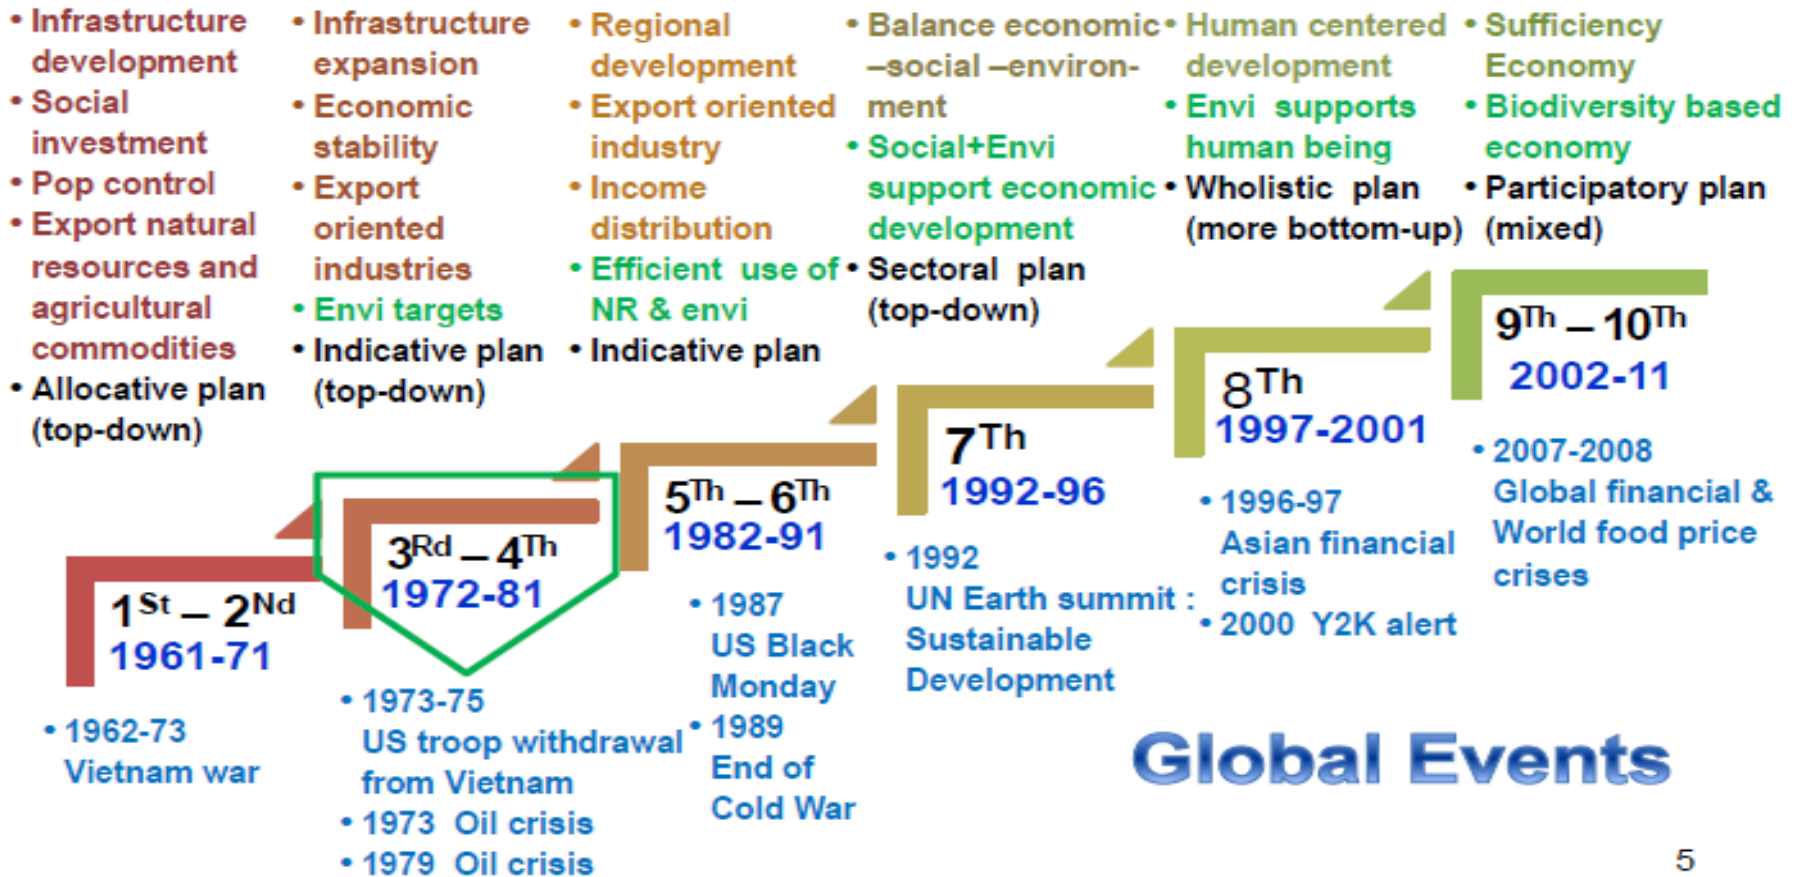 • Infrastructure
development
• Social
investment
• Pop control
• Export natural
resources and
agricultural
commodities
• Allocative plan
(top-down)
• Infrastructure
expansion
• Economic
stability
• Export
oriented
industries
• Envi targets
• Indicative plan
(top-down)
• Regional
development
• Export oriented
industry
• Income
distribution
• Efficient use of
NR & envi
• Indicative plan
• Balance economic
–social –environ-
ment
• Social+Envi
support economic
development
• Sectoral plan
(top-down)
• Human centered
development
• Envi supports
human being
• Wholistic plan
(more bottom-up)
• Sufficiency
Economy
• Biodiversity based
economy
• Participatory plan
(mixed)
1St – 2Nd
1961-71
• 1962-73
Vietnam war
3Rd – 4Th
1972-81
• 1973-75
US troop withdrawal
from Vietnam
• 1973 Oil crisis
• 1979 Oil crisis
5Th – 6Th
1982-91
• 1987
US Black
Monday
• 1989
End of
Cold War
7Th
1992-96
• 1992
UN Earth summit :
Sustainable
Development
8Th
1997-2001
• 1996-97
Asian financial
crisis
• 2000 Y2K alert
9Th – 10Th
2002-11
• 2007-2008
Global financial &
World food price
crises
Global Events
5